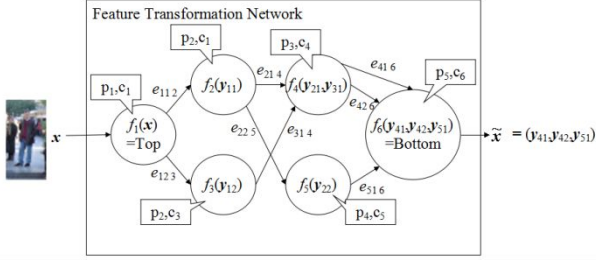 Feature Transformation Network
p₂,c₁
p₃,c₄
e₄₁ ₆
p₅,c₆
p₁,c₁
e₁₁ ₂
f₂(y₁₁)
e₂₁ ₄
f₄(y₂₁,y₃₁)
e₄₂ ₆
x
f₁(x)
=Top
e₂₂ ₅
e₃₁ ₄
f₆(y₄₁,y₄₂,y₅₁)
=Bottom
x̃ = (y₄₁,y₄₂,y₅₁)
e₁₂ ₃
f₃(y₁₂)
f₅(y₂₂)
e₅₁ ₆
p₂,c₃
p₄,c₅